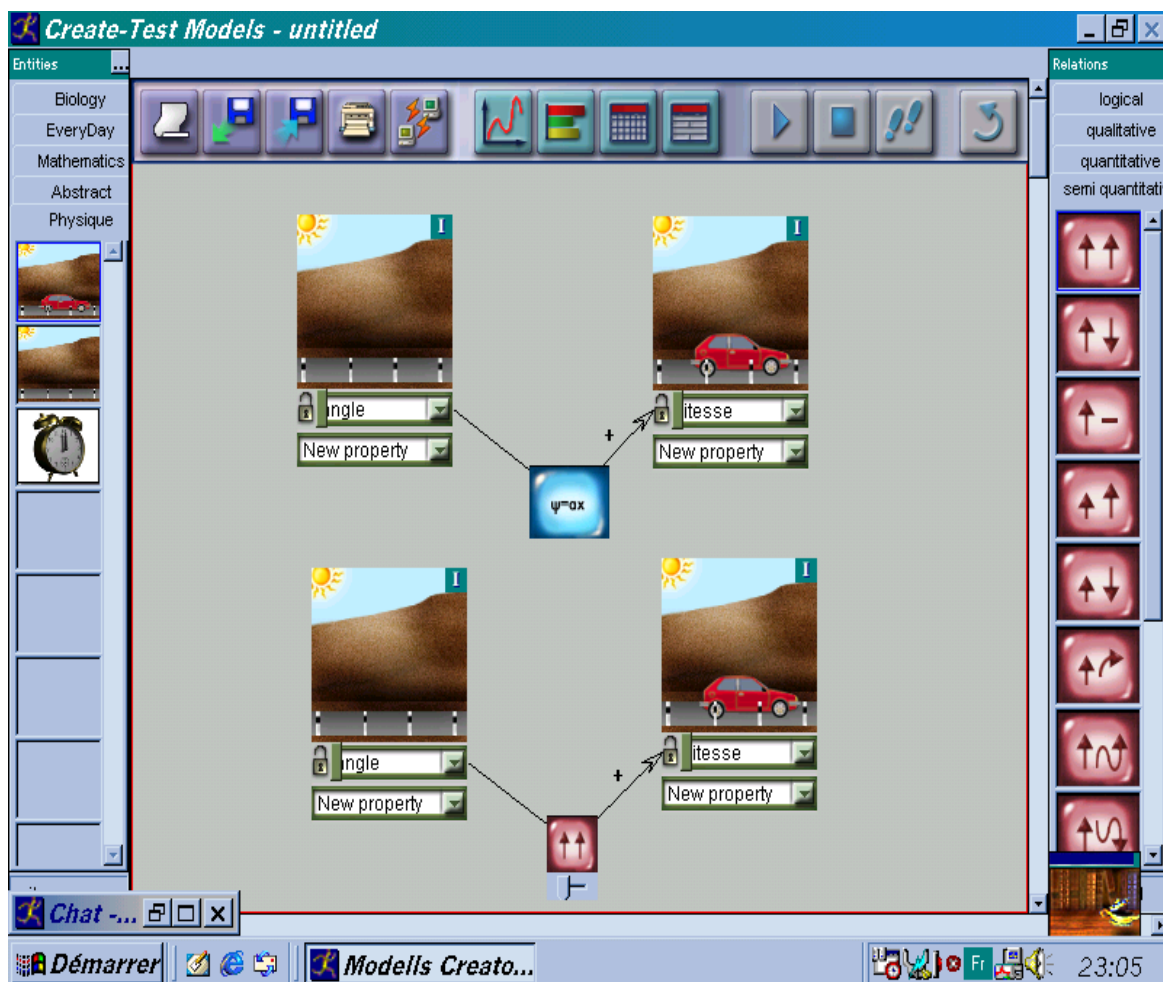 Create-Test Models - untitled
Entities ...
Biology
EveryDay
Mathematics
Abstract
Physique
Relations
logical
qualitative
quantitative
semi quantitati
I
I
ngle
itesse
New property
New property
+
ψ=αx
I
I
ngle
itesse
New property
New property
+
Chat -...
Démarrer
Modells Creato...
Fr
23:05